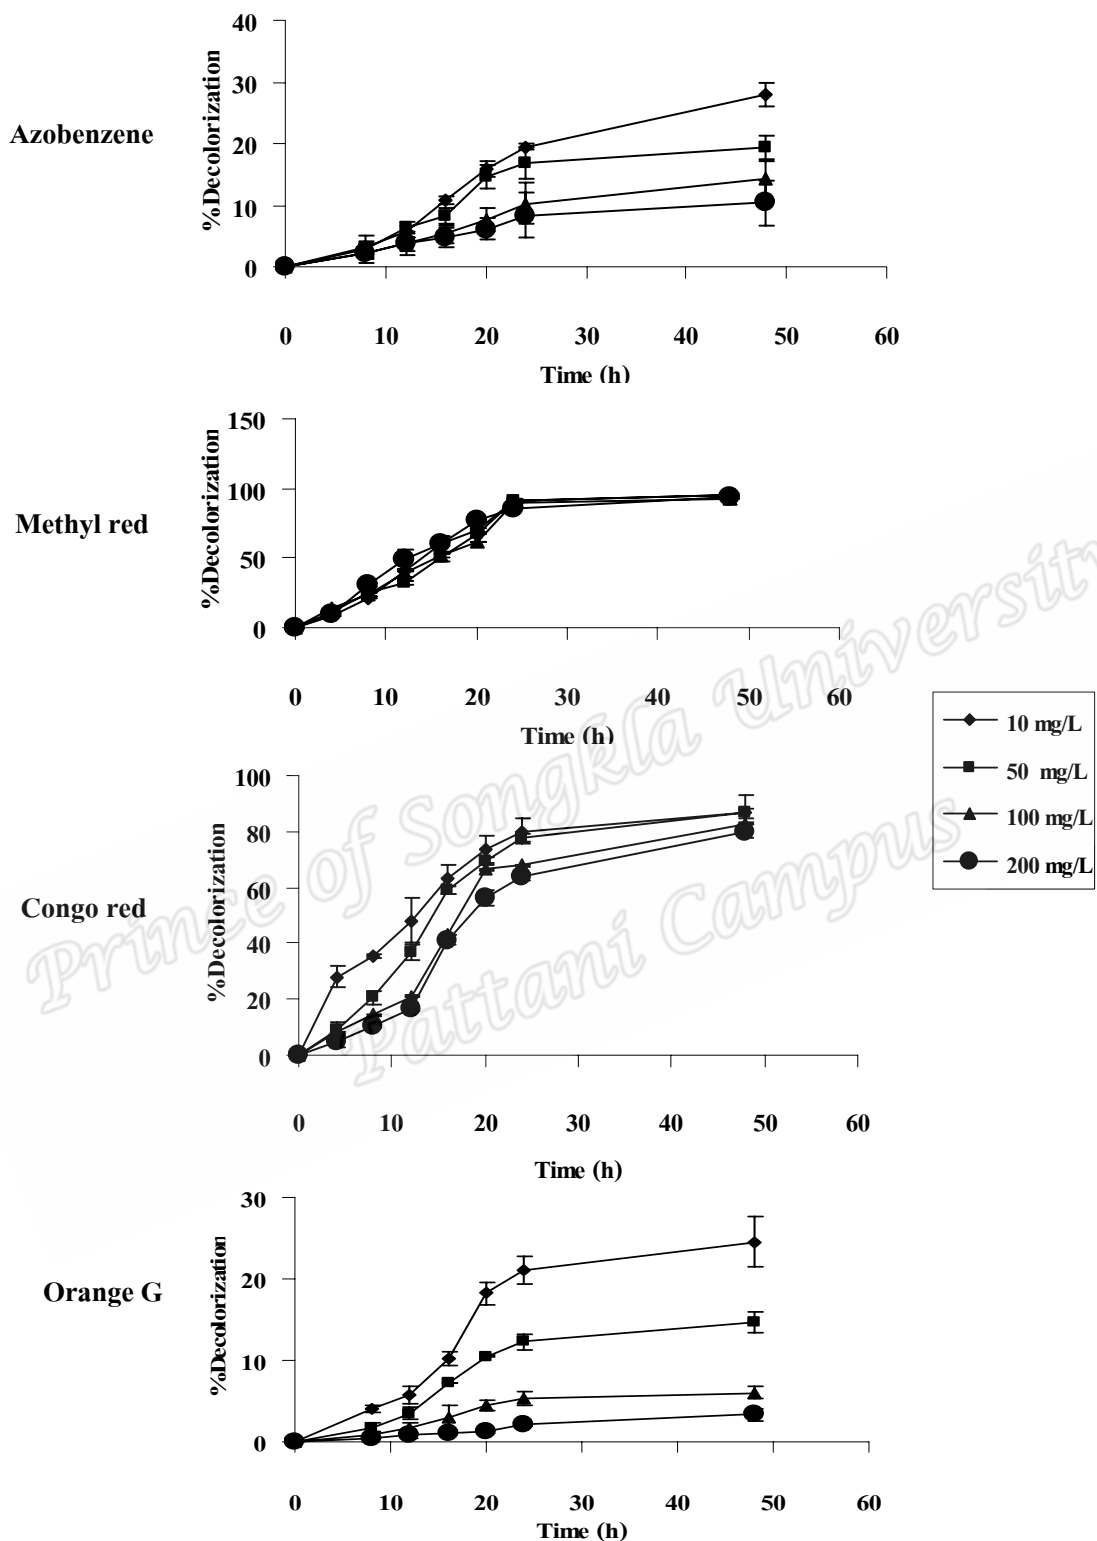 40
30
20
10
0
%Decolorization
Azobenzene
0 10 20 30 40 50 60
Time (h)
150
100
50
0
%Decolorization
Methyl red
0 10 20 30 40 50 60
Time (h)
10 mg/L
50 mg/L
100 mg/L
200 mg/L
100
80
60
40
20
0
%Decolorization
Congo red
0 10 20 30 40 50 60
Time (h)
30
20
10
0
%Decolorization
Orange G
0 10 20 30 40 50 60
Time (h)
Prince of Songkla University
Pattani Campus